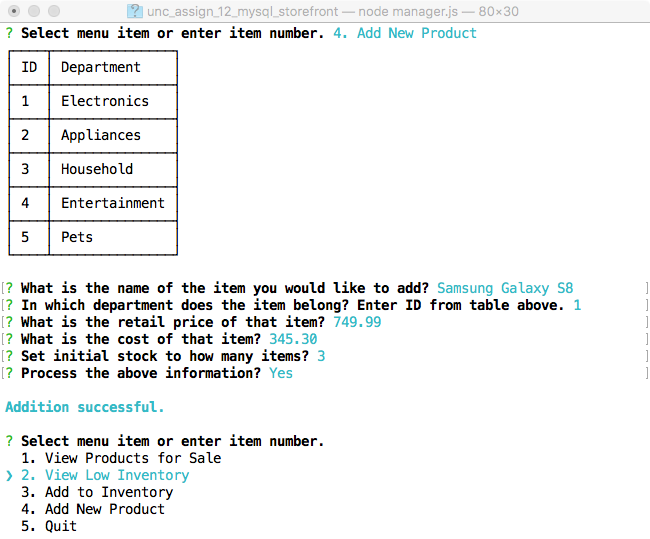 unc_assign_12_mysql_storefront — node manager.js — 80×30
? Select menu item or enter item number. 4. Add New Product
ID Department
1 Electronics
2 Appliances
3 Household
4 Entertainment
5 Pets
[? What is the name of the item you would like to add? Samsung Galaxy S8 ]
[? In which department does the item belong? Enter ID from table above. 1 ]
[? What is the retail price of that item? 749.99 ]
[? What is the cost of that item? 345.30 ]
[? Set initial stock to how many items? 3 ]
[? Process the above information? Yes ]
Addition successful.
? Select menu item or enter item number.
1. View Products for Sale
❯ 2. View Low Inventory
3. Add to Inventory
4. Add New Product
5. Quit